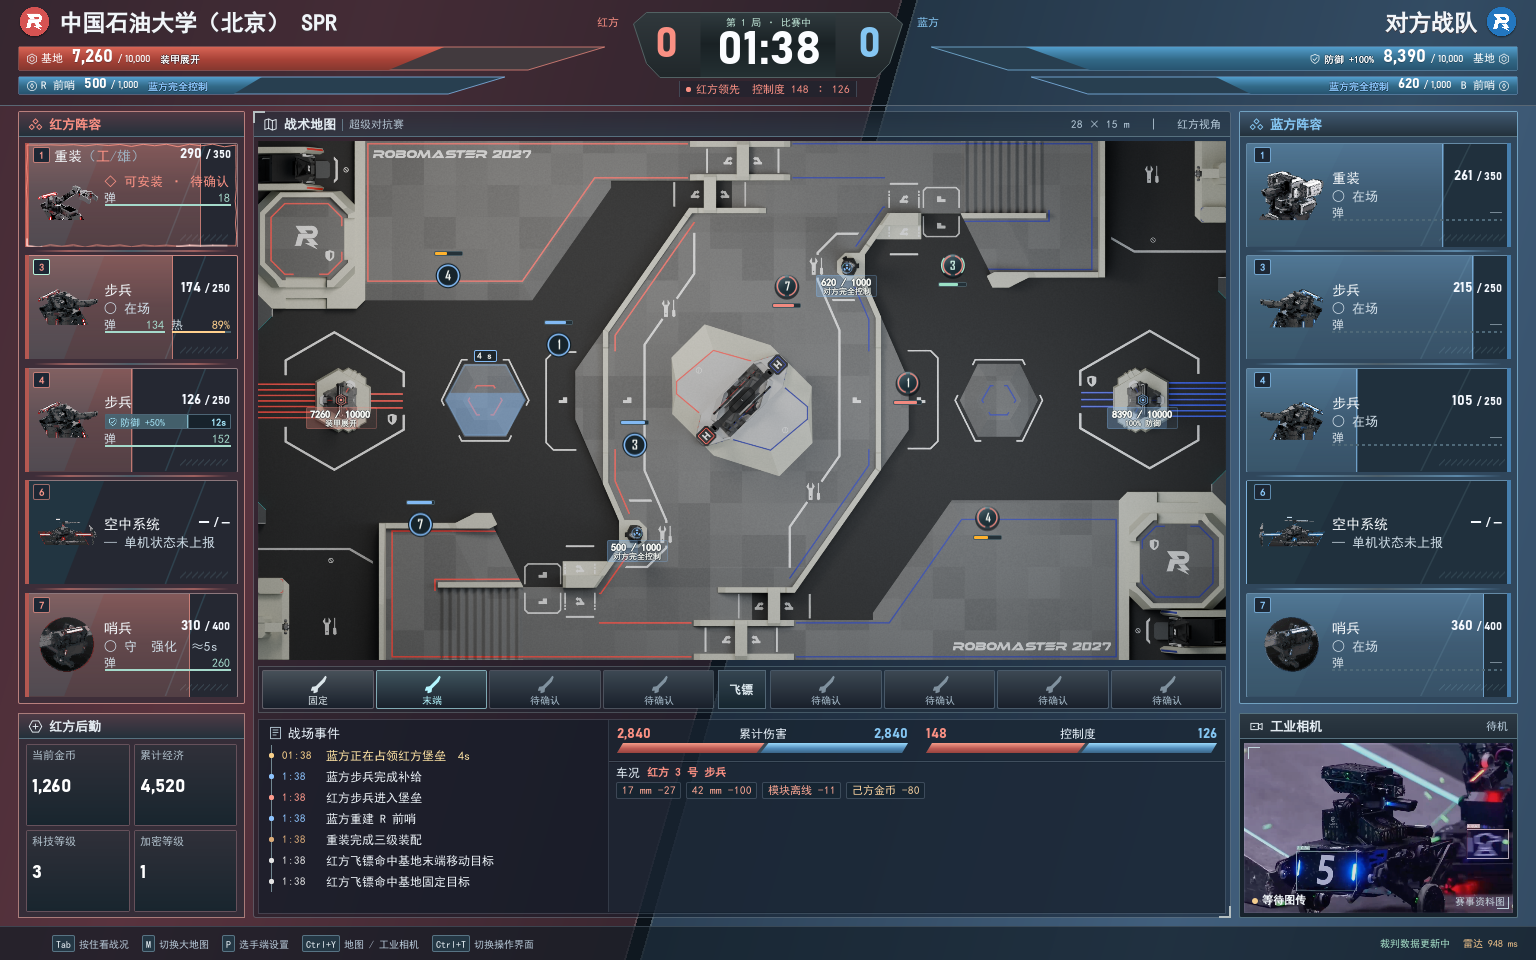 中国石油大学（北京） SPR
红方
0
第 1 局 · 比赛中
01:38
0
蓝方
对方战队
基地 7,260 / 10,000 装甲展开
防御 +100% 8,390 / 10,000 基地
R 前哨 500 / 1,000 蓝方完全控制
红方领先 控制度 148 : 126
蓝方完全控制 620 / 1,000 B 前哨
红方阵容
1 重装（工/雄） 290 / 350
可安装 · 待确认
弹 18
3
步兵 174 / 250
在场
弹 134 热 89%
4
步兵 126 / 250
防御 +50% 12s
弹 152
6
空中系统 — / —
— 单机状态未上报
7
哨兵 310 / 400
守 强化 ≈5s
弹 260
红方后勤
当前金币
1,260
累计经济
4,520
科技等级
3
加密等级
1
战术地图 超级对抗赛
28 × 15 m 红方视角
ROBOMASTER 2027
4
7
620 / 1000
对方完全控制
3
1
4 s
7260 / 10000
装甲展开
H
H
1
8390 / 10000
100% 防御
3
7
500 / 1000
对方完全控制
4
ROBOMASTER 2027
固定
末端
待确认
待确认
飞镖
待确认
待确认
待确认
待确认
战场事件
01:38 蓝方正在占领红方堡垒 4s
1:38 蓝方步兵完成补给
1:38 红方步兵进入堡垒
1:38 蓝方重建 R 前哨
1:38 重装完成三级装配
1:38 红方飞镖命中基地末端移动目标
1:38 红方飞镖命中基地固定目标
2,840 累计伤害 2,840
148 控制度 126
车况 红方 3 号 步兵
17 mm −27
42 mm −100
模块离线 −11
己方金币 −80
蓝方阵容
1
重装 261 / 350
在场
弹 —
3
步兵 215 / 250
在场
弹 —
4
步兵 105 / 250
在场
弹 —
6
空中系统 — / —
— 单机状态未上报
7
哨兵 360 / 400
在场
弹 —
工业相机 待机
5
等待图传
赛事资料图
Tab 按住看战况 M 切换大地图 P 选手端设置 Ctrl+Y 地图 / 工业相机 Ctrl+T 切换操作界面
裁判数据更新中 雷达 948 ms